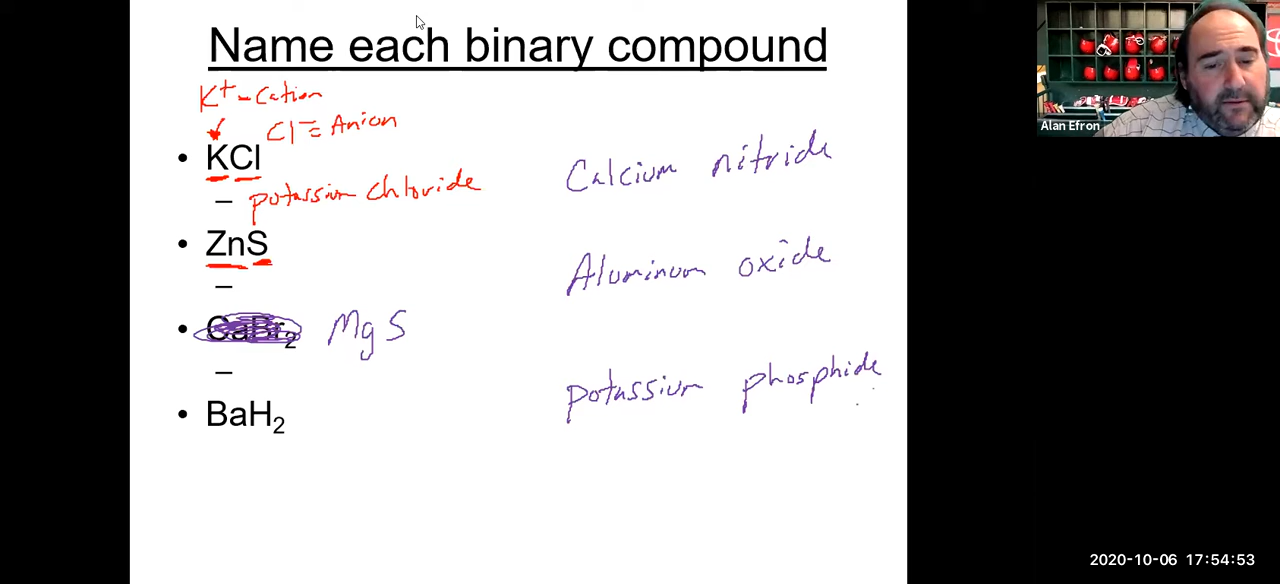 Name each binary compound
K+ - Cation
Cl- = Anion
• KCl
– potassium chloride
• ZnS
–
• CaBr2 MgS
–
• BaH2
Calcium nitride
Aluminum oxide
potassium phosphide
Alan Efron
2020-10-06 17:54:53